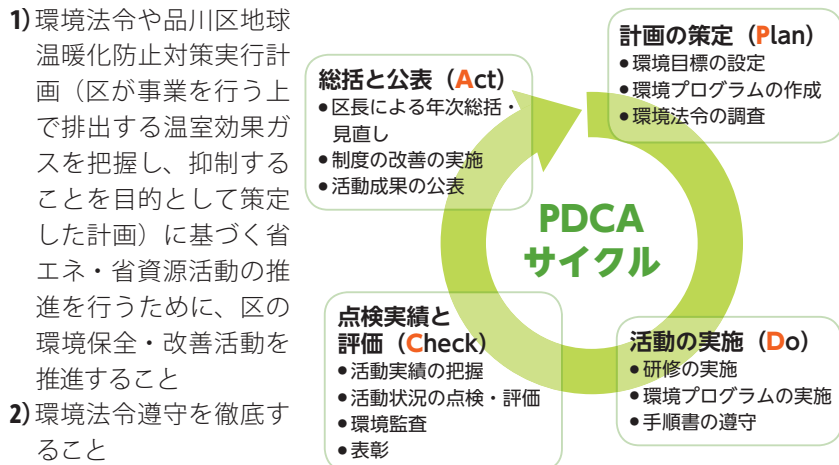 1)環境法令や品川区地球
温暖化防止対策実行計
画（区が事業を行う上
で排出する温室効果ガ
スを把握し、抑制する
ことを目的として策定
した計画）に基づく省
エネ・省資源活動の推
進を行うために、区の
環境保全・改善活動を
推進すること
2)環境法令遵守を徹底す
ること
計画の策定（Plan）
●環境目標の設定
●環境プログラムの作成
●環境法令の調査
総括と公表（Act）
●区長による年次総括・
見直し
●制度の改善の実施
●活動成果の公表
PDCA
サイクル
点検実績と
評価（Check）
●活動実績の把握
●活動状況の点検・評価
●環境監査
●表彰
活動の実施（Do）
●研修の実施
●環境プログラムの実施
●手順書の遵守